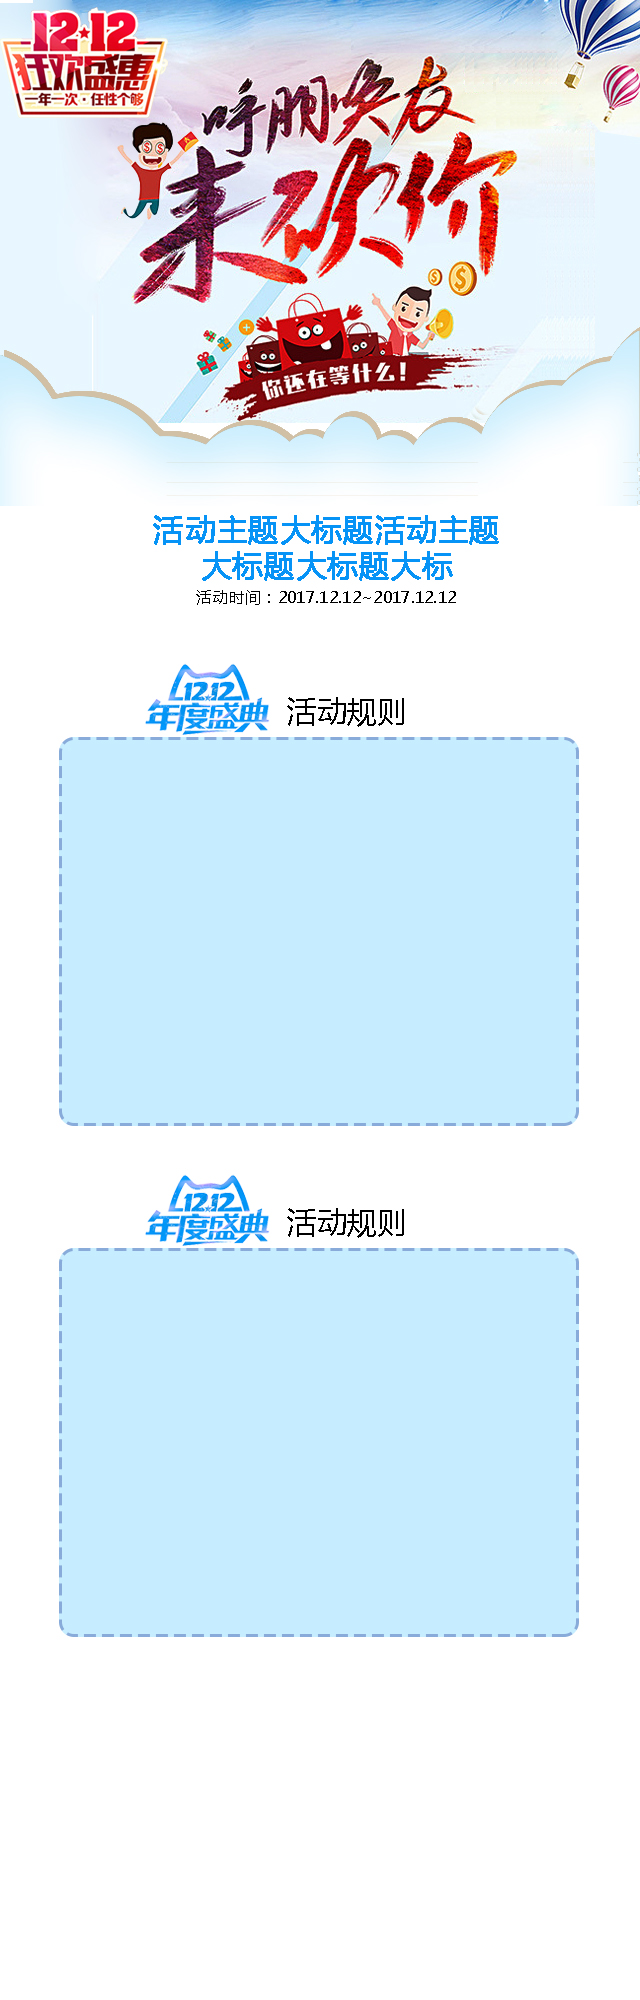 12★12
狂欢盛惠
一年一次·任性个够
呼朋唤友
来砍价
你还在等什么！
活动主题大标题活动主题
大标题大标题大标
活动时间：2017.12.12~2017.12.12
12.12
年度盛典
活动规则
12.12
年度盛典
活动规则